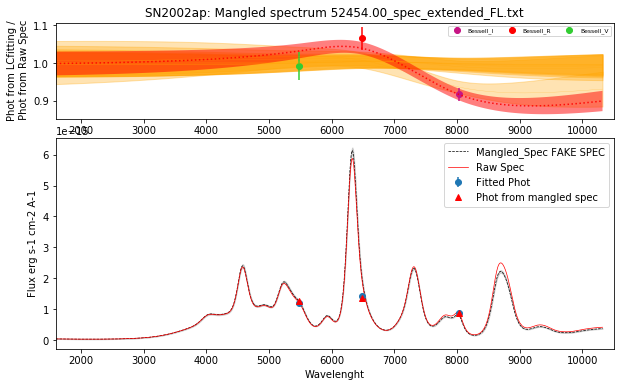 SN2002ap: Mangled spectrum 52454.00_spec_extended_FL.txt
Phot from LCfitting /
Phot from Raw Spec
1.1
1.0
0.9
Bessell_I Bessell_R Bessell_V
2000 3000 4000 5000 6000 7000 8000 9000 10000
Flux erg s-1 cm-2 A-1
6
5
4
3
2
1
0
Mangled_Spec FAKE SPEC
Raw Spec
Fitted Phot
Phot from mangled spec
2000 3000 4000 5000 6000 7000 8000 9000 10000
Wavelenght